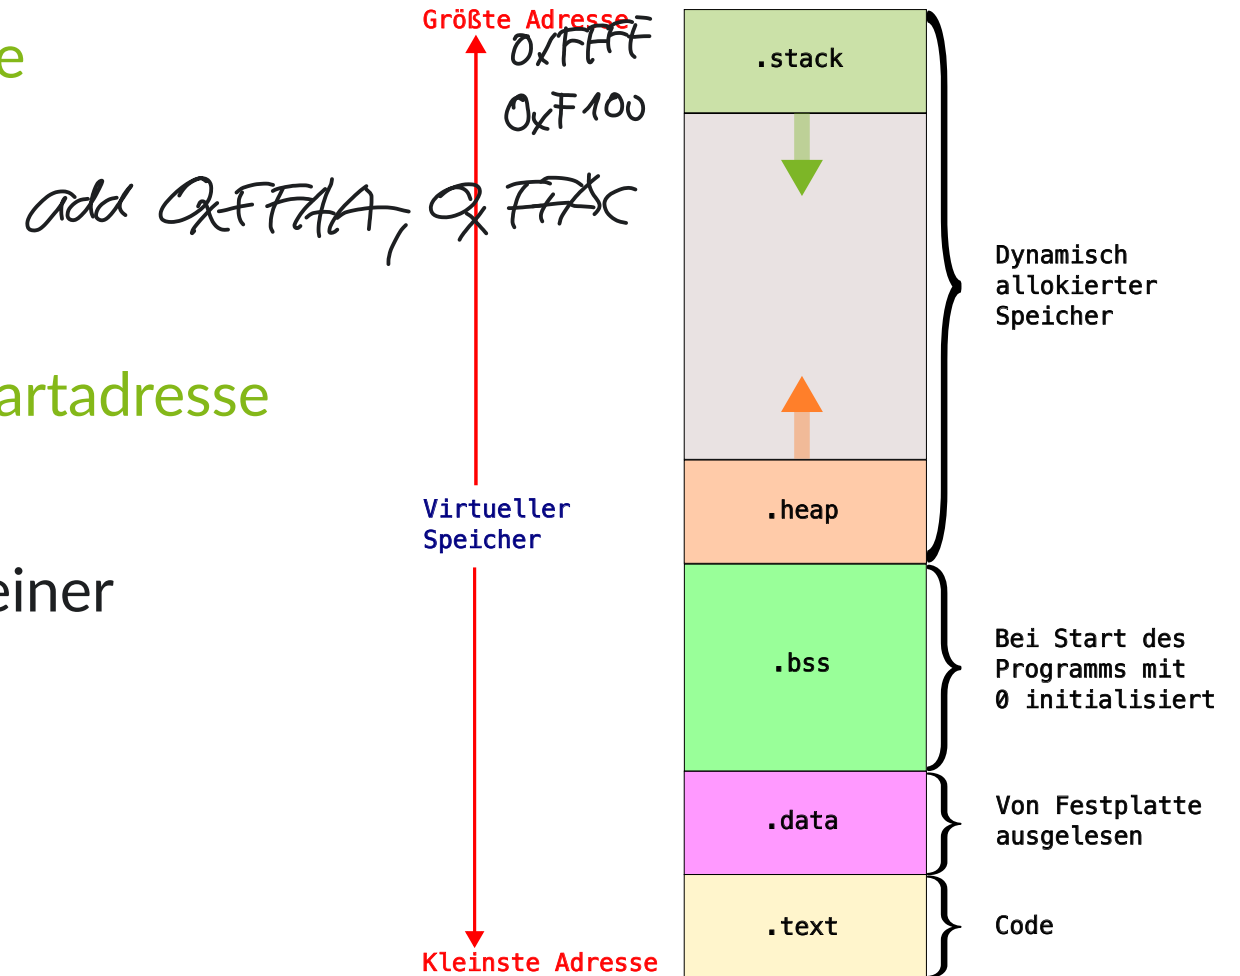 Größte Adresse
0xFFFF
.stack
e
0xF100
add 0xFFAA, 0xFFAC
Dynamisch
allokierter
Speicher
artadresse
Virtueller
Speicher
.heap
einer
.bss
Bei Start des
Programms mit
0 initialisiert
.data
Von Festplatte
ausgelesen
.text
Code
Kleinste Adresse